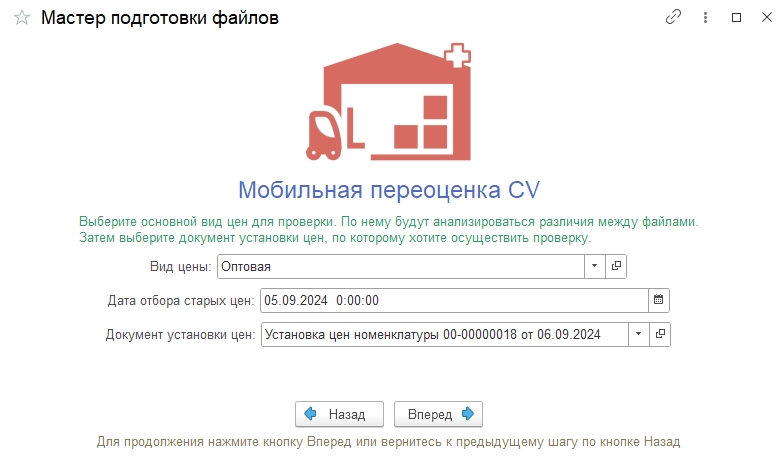 Мастер подготовки файлов
Мобильная переоценка CV
Выберите основной вид цен для проверки. По нему будут анализироваться различия между файлами.
Затем выберите документ установки цен, по которому хотите осуществить проверку.
Вид цены: Оптовая
Дата отбора старых цен: 05.09.2024 0:00:00
Документ установки цен: Установка цен номенклатуры 00-00000018 от 06.09.2024
Назад Вперед
Для продолжения нажмите кнопку Вперед или вернитесь к предыдущему шагу по кнопке Назад